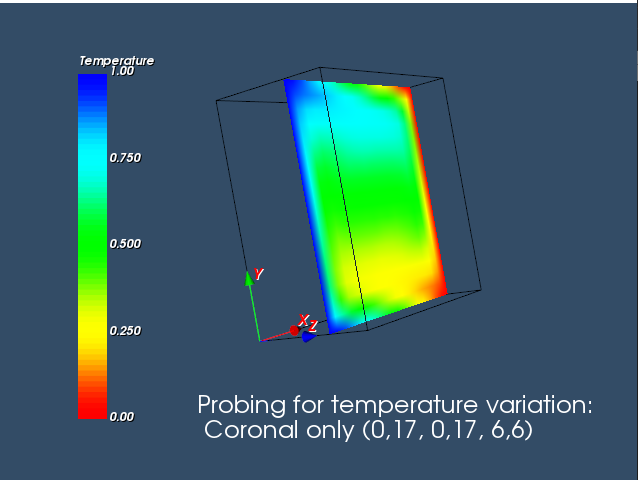 Temperature
1.00
0.750
0.500
0.250
0.00
Y
X
Z
Probing for temperature variation:
Coronal only (0,17, 0,17, 6,6)